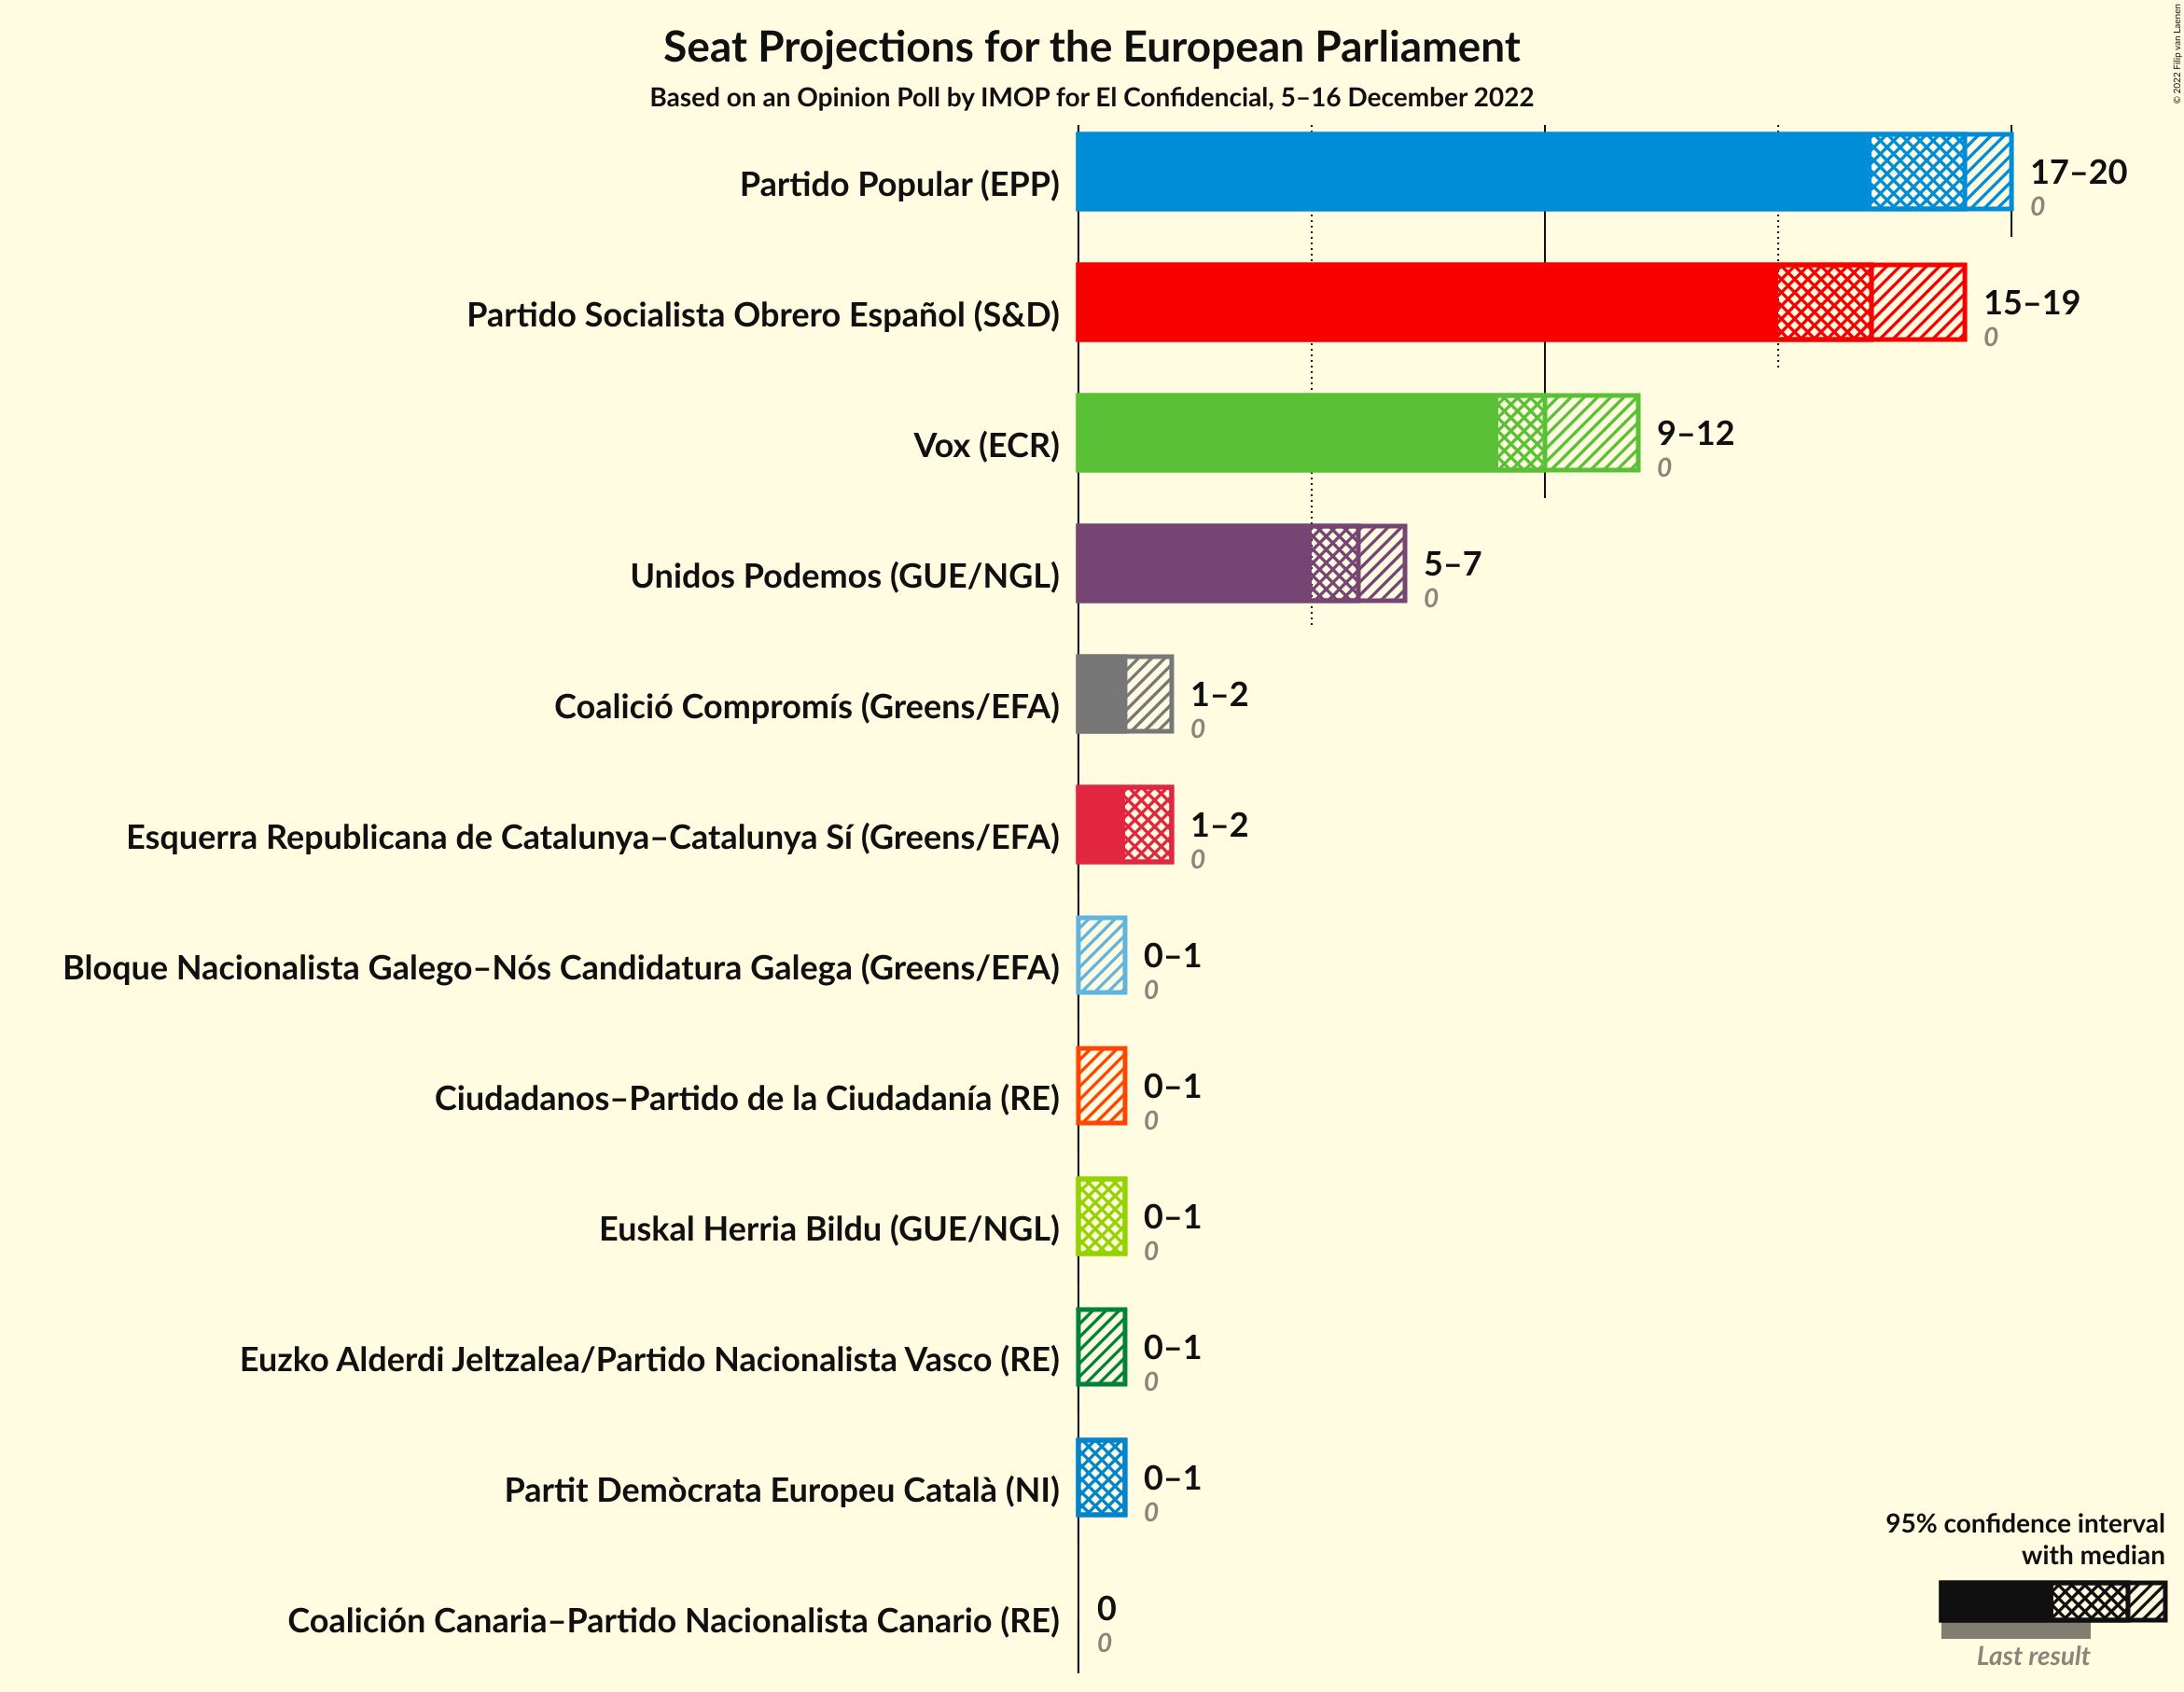 © 2022 Filip van Laenen
Seat Projections for the European Parliament
Based on an Opinion Poll by IMOP for El Confidencial, 5–16 December 2022
Partido Popular (EPP)
17–20
0
Partido Socialista Obrero Español (S&D)
15–19
0
Vox (ECR)
9–12
0
Unidos Podemos (GUE/NGL)
5–7
0
Coalició Compromís (Greens/EFA)
1–2
0
Esquerra Republicana de Catalunya–Catalunya Sí (Greens/EFA)
1–2
0
Bloque Nacionalista Galego–Nós Candidatura Galega (Greens/EFA)
0–1
0
Ciudadanos–Partido de la Ciudadanía (RE)
0–1
0
Euskal Herria Bildu (GUE/NGL)
0–1
0
Euzko Alderdi Jeltzalea/Partido Nacionalista Vasco (RE)
0–1
0
Partit Demòcrata Europeu Català (NI)
0–1
0
Coalición Canaria–Partido Nacionalista Canario (RE)
0
0
95% confidence interval
with median
Last result